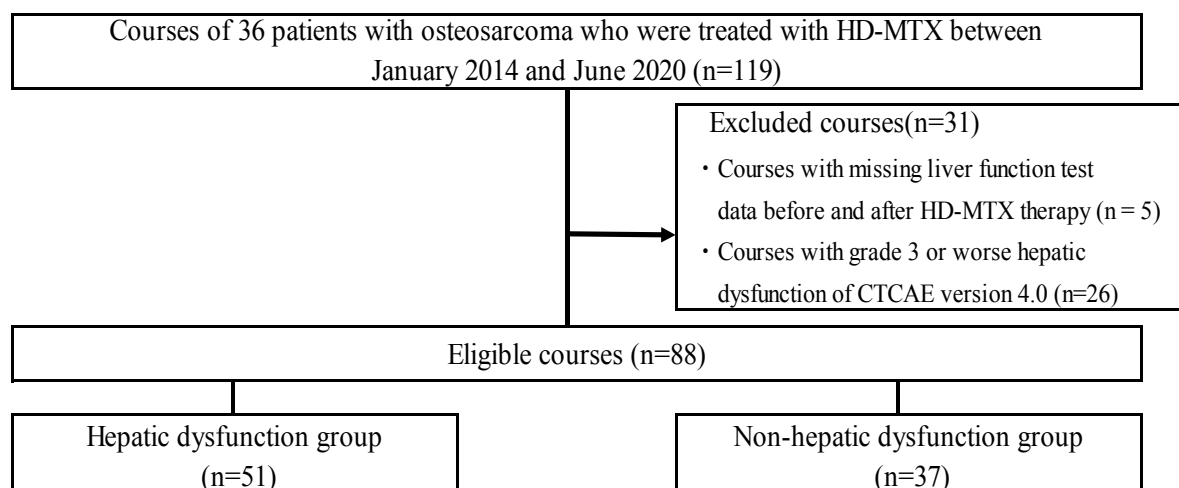 Courses of 36 patients with osteosarcoma who were treated with HD-MTX between
January 2014 and June 2020 (n=119)
Excluded courses(n=31)
・Courses with missing liver function test
data before and after HD-MTX therapy (n = 5)
・Courses with grade 3 or worse hepatic
dysfunction of CTCAE version 4.0 (n=26)
Eligible courses (n=88)
Hepatic dysfunction group
(n=51)
Non-hepatic dysfunction group
(n=37)